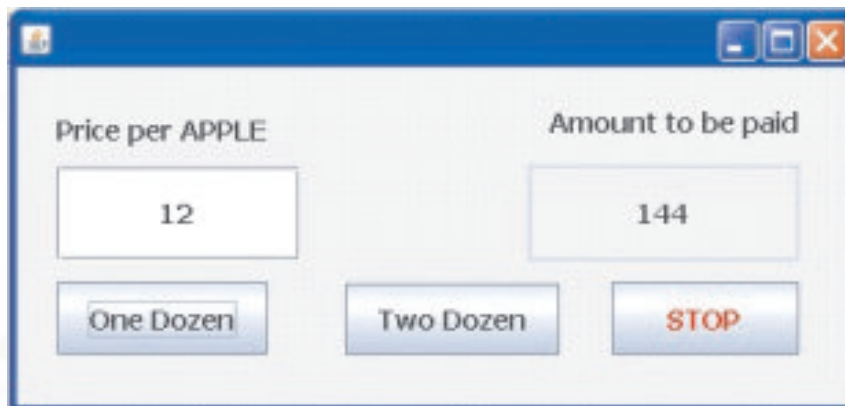 Price per APPLE
Amount to be paid
12
144
One Dozen
Two Dozen
STOP